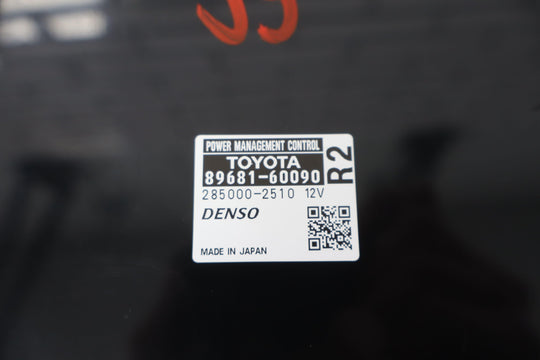 POWER MANAGEMENT CONTROL
TOYOTA
89681-60090
R2
285000-2510 12V
DENSO
MADE IN JAPAN